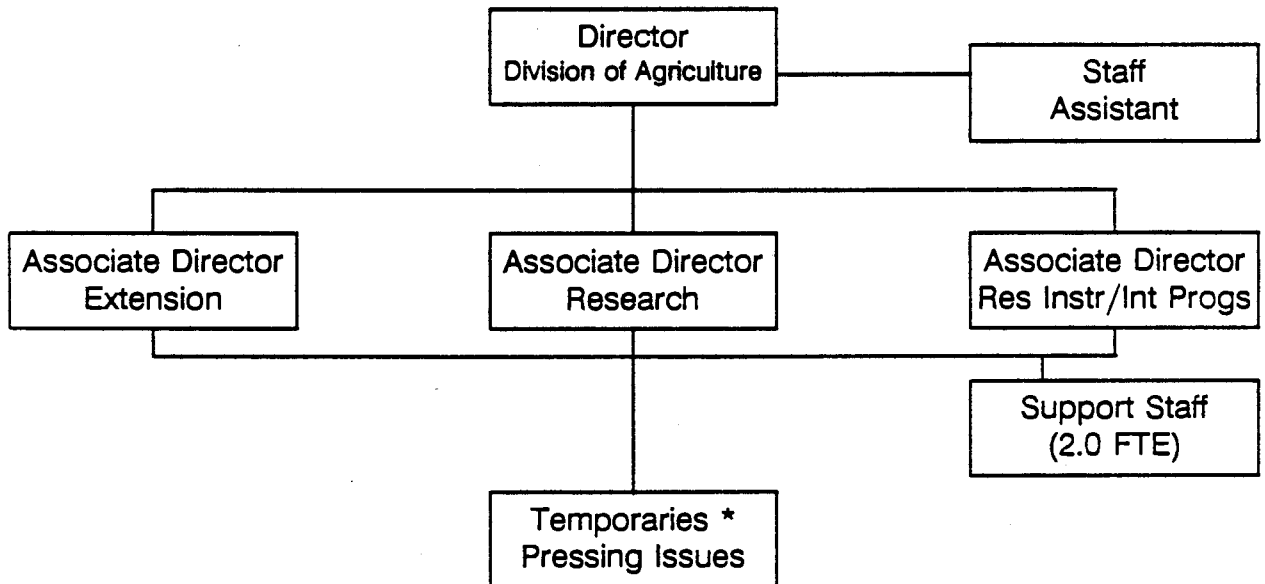 Director
Division of Agriculture
Staff
Assistant
Associate Director
Extension
Associate Director
Research
Associate Director
Res Instr/Int Progs
Support Staff
(2.0 FTE)
Temporaries *
Pressing Issues